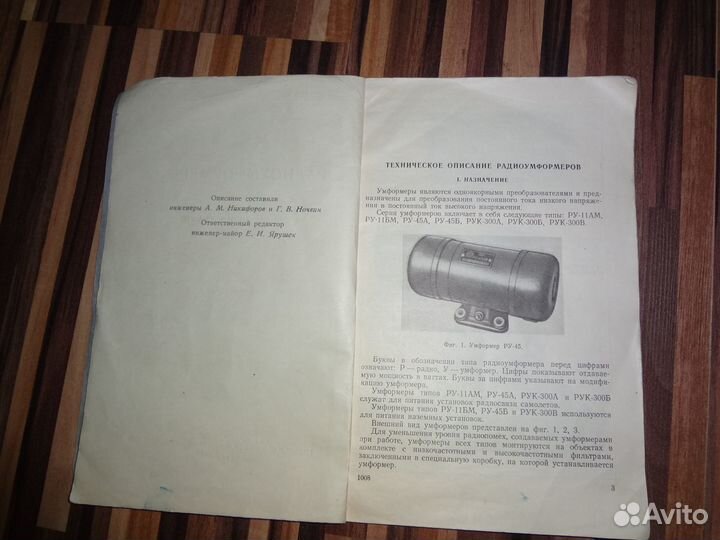 Описание составили
инженеры А. М. Никифоров и Г. В. Ночкин
Ответственный редактор
инженер-майор Е. И. Ярушек
ТЕХНИЧЕСКОЕ ОПИСАНИЕ РАДИОУМФОРМЕРОВ
I. НАЗНАЧЕНИЕ
Умформеры являются одноякорными преобразователями и пред-
назначены для преобразования постоянного тока низкого напряже-
ния в постоянный ток высокого напряжения.
Серия умформеров включает в себя следующие типы: РУ-11АМ,
РУ-11БМ, РУ-45А, РУ-45Б, РУК-300А, РУК-300Б, РУК-300В.
Фиг. 1. Умформер РУ-45.
Буквы в обозначении типа радиоумформера перед цифрами
означают: Р — радио, У — умформер. Цифры показывают отдавае-
мую мощность в ваттах. Буквы за цифрами указывают на модифи-
кацию умформера.
Умформеры типов РУ-11АМ, РУ-45А, РУК-300А и РУК-300Б
служат для питания установок радиосвязи самолетов.
Умформеры типов РУ-11БМ, РУ-45Б и РУК-300В используются
для питания наземных установок.
Внешний вид умформеров представлен на фиг. 1, 2, 3.
Для уменьшения уровня радиопомех, создаваемых умформерами
при работе, умформеры всех типов монтируются на объектах в
комплекте с низкочастотными и высокочастотными фильтрами,
заключенными в специальную коробку, на которой устанавливается
умформер.
1008
3
Avito